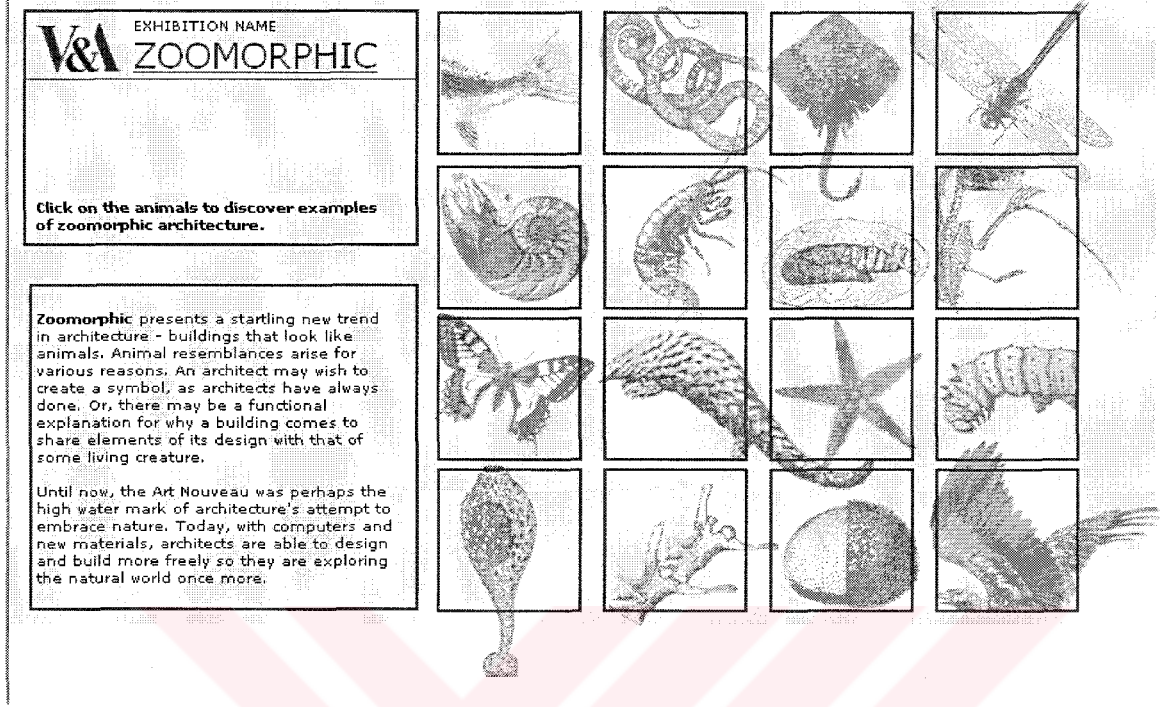 V&A
EXHIBITION NAME
ZOOMORPHIC
Click on the animals to discover examples
of zoomorphic architecture.
Zoomorphic presents a startling new trend
in architecture - buildings that look like
animals. Animal resemblances arise for
various reasons. An architect may wish to
create a symbol, as architects have always
done. Or, there may be a functional
explanation for why a building comes to
share elements of its design with that of
some living creature.
Until now, the Art Nouveau was perhaps the
high water mark of architecture's attempt to
embrace nature. Today, with computers and
new materials, architects are able to design
and build more freely so they are exploring
the natural world once more.